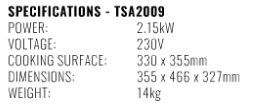 SPECIFICATIONS - TSA2009
POWER: 2.15kW
VOLTAGE: 230V
COOKING SURFACE: 330 x 355mm
DIMENSIONS: 355 x 466 x 327mm
WEIGHT: 14kg